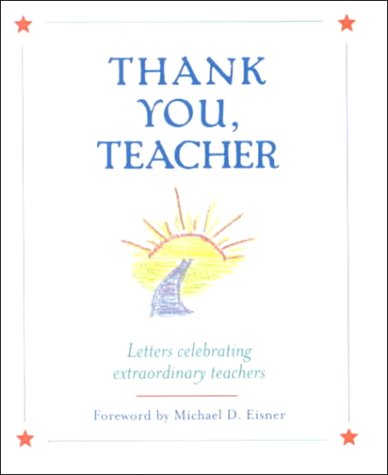 THANK
YOU,
TEACHER
Letters celebrating
extraordinary teachers
Foreword by Michael D. Eisner